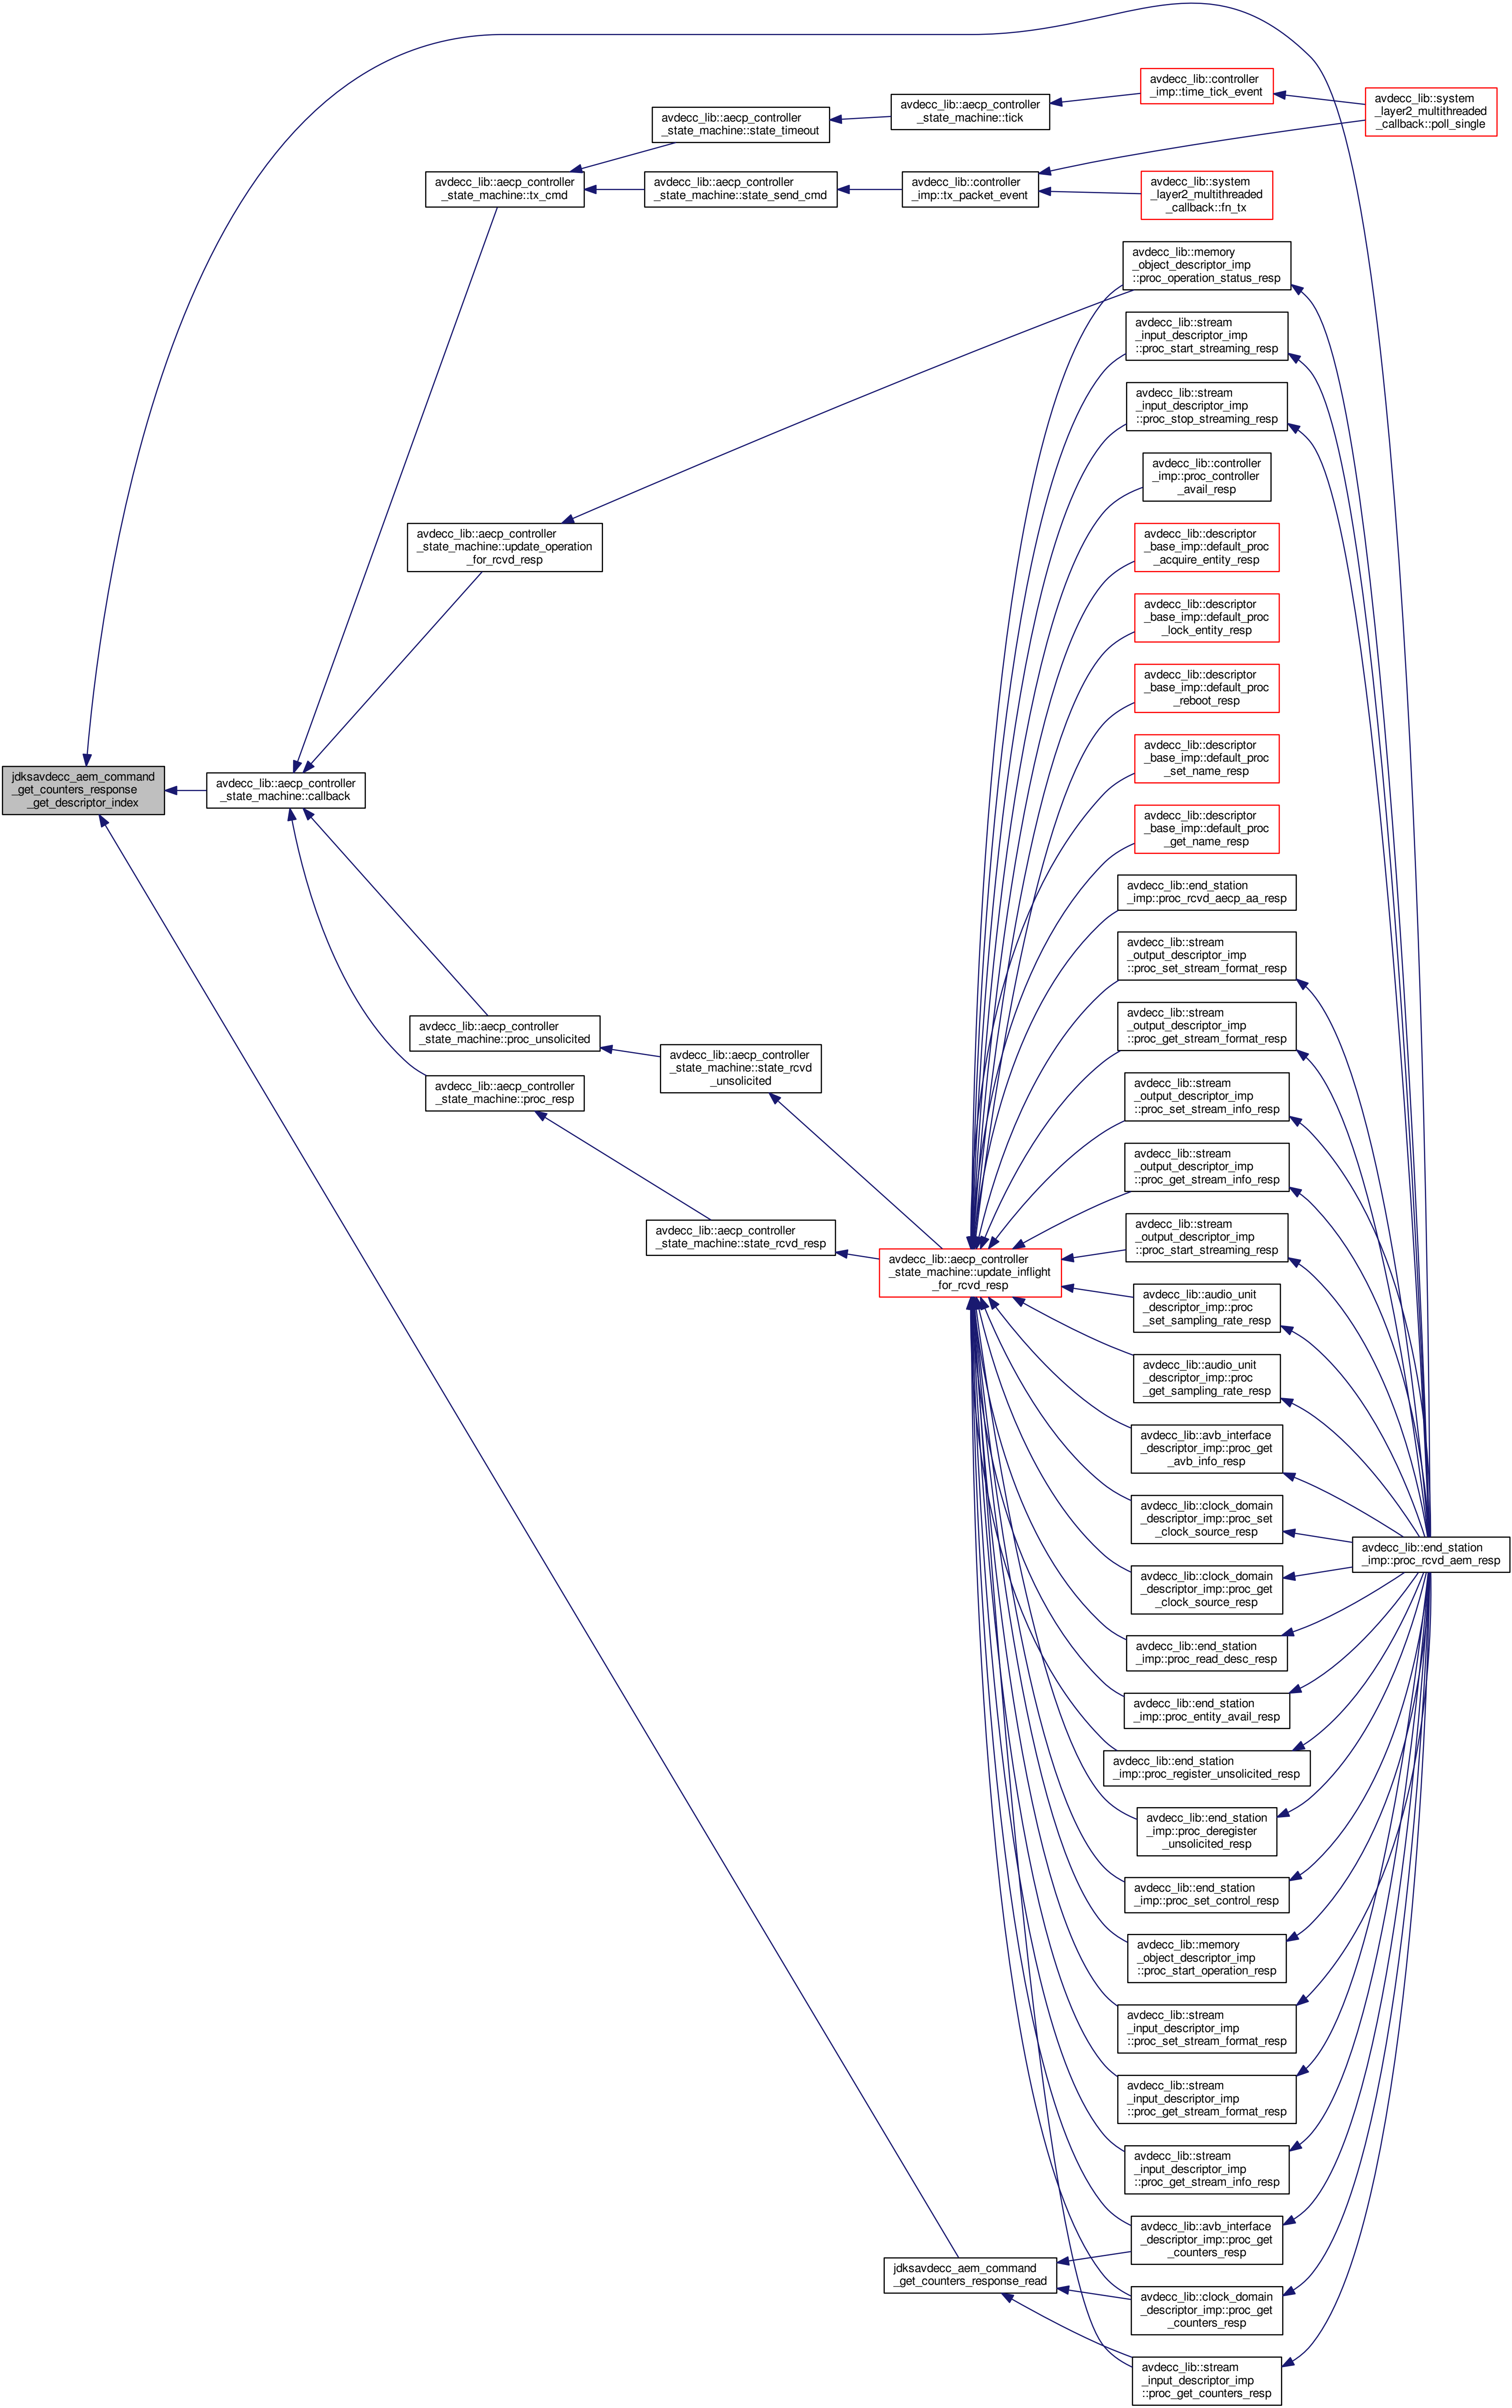 jdksavdecc_aem_command
_get_counters_response
_get_descriptor_index
avdecc_lib::aecp_controller
_state_machine::callback
avdecc_lib::aecp_controller
_state_machine::tx_cmd
avdecc_lib::aecp_controller
_state_machine::state_timeout
avdecc_lib::aecp_controller
_state_machine::tick
avdecc_lib::controller
_imp::time_tick_event
avdecc_lib::system
_layer2_multithreaded
_callback::poll_single
avdecc_lib::aecp_controller
_state_machine::state_send_cmd
avdecc_lib::controller
_imp::tx_packet_event
avdecc_lib::system
_layer2_multithreaded
_callback::fn_tx
avdecc_lib::aecp_controller
_state_machine::update_operation
_for_rcvd_resp
avdecc_lib::memory
_object_descriptor_imp
::proc_operation_status_resp
avdecc_lib::stream
_input_descriptor_imp
::proc_start_streaming_resp
avdecc_lib::stream
_input_descriptor_imp
::proc_stop_streaming_resp
avdecc_lib::controller
_imp::proc_controller
_avail_resp
avdecc_lib::descriptor
_base_imp::default_proc
_acquire_entity_resp
avdecc_lib::descriptor
_base_imp::default_proc
_lock_entity_resp
avdecc_lib::descriptor
_base_imp::default_proc
_reboot_resp
avdecc_lib::descriptor
_base_imp::default_proc
_set_name_resp
avdecc_lib::descriptor
_base_imp::default_proc
_get_name_resp
avdecc_lib::end_station
_imp::proc_rcvd_aecp_aa_resp
avdecc_lib::stream
_output_descriptor_imp
::proc_set_stream_format_resp
avdecc_lib::stream
_output_descriptor_imp
::proc_get_stream_format_resp
avdecc_lib::stream
_output_descriptor_imp
::proc_set_stream_info_resp
avdecc_lib::stream
_output_descriptor_imp
::proc_get_stream_info_resp
avdecc_lib::stream
_output_descriptor_imp
::proc_start_streaming_resp
avdecc_lib::aecp_controller
_state_machine::proc_unsolicited
avdecc_lib::aecp_controller
_state_machine::state_rcvd
_unsolicited
avdecc_lib::aecp_controller
_state_machine::proc_resp
avdecc_lib::aecp_controller
_state_machine::state_rcvd_resp
avdecc_lib::aecp_controller
_state_machine::update_inflight
_for_rcvd_resp
avdecc_lib::audio_unit
_descriptor_imp::proc
_set_sampling_rate_resp
avdecc_lib::audio_unit
_descriptor_imp::proc
_get_sampling_rate_resp
avdecc_lib::avb_interface
_descriptor_imp::proc_get
_avb_info_resp
avdecc_lib::clock_domain
_descriptor_imp::proc_set
_clock_source_resp
avdecc_lib::end_station
_imp::proc_rcvd_aem_resp
avdecc_lib::clock_domain
_descriptor_imp::proc_get
_clock_source_resp
avdecc_lib::end_station
_imp::proc_read_desc_resp
avdecc_lib::end_station
_imp::proc_entity_avail_resp
avdecc_lib::end_station
_imp::proc_register_unsolicited_resp
avdecc_lib::end_station
_imp::proc_deregister
_unsolicited_resp
avdecc_lib::end_station
_imp::proc_set_control_resp
avdecc_lib::memory
_object_descriptor_imp
::proc_start_operation_resp
avdecc_lib::stream
_input_descriptor_imp
::proc_set_stream_format_resp
avdecc_lib::stream
_input_descriptor_imp
::proc_get_stream_format_resp
avdecc_lib::stream
_input_descriptor_imp
::proc_get_stream_info_resp
avdecc_lib::avb_interface
_descriptor_imp::proc_get
_counters_resp
jdksavdecc_aem_command
_get_counters_response_read
avdecc_lib::clock_domain
_descriptor_imp::proc_get
_counters_resp
avdecc_lib::stream
_input_descriptor_imp
::proc_get_counters_resp